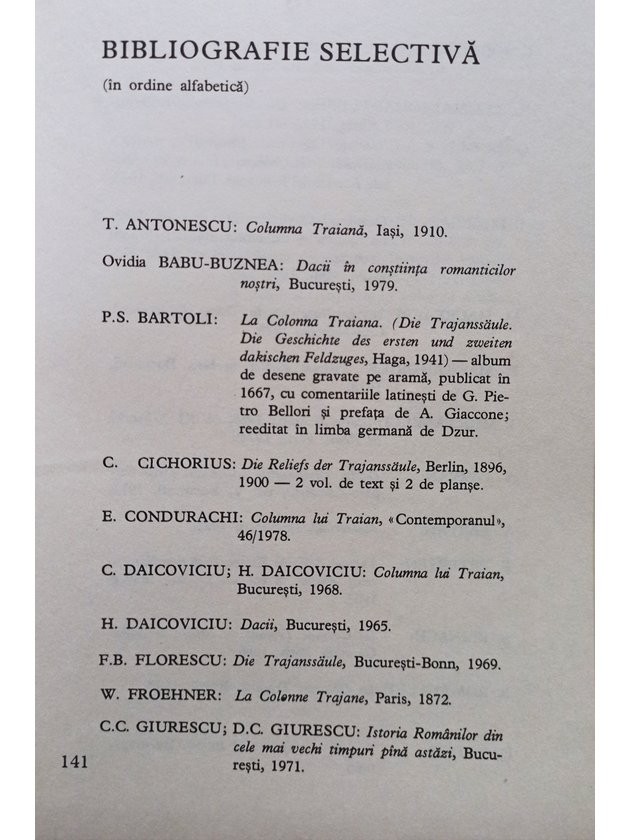 BIBLIOGRAFIE SELECTIVĂ
(în ordine alfabetică)
T. ANTONESCU: Columna Traiană, Iași, 1910.
Ovidia BABU-BUZNEA: Dacii în conștiința romanticilor
noștri, București, 1979.
P.S. BARTOLI: La Colonna Traiana. (Die Trajanssäule.
Die Geschichte des ersten und zweiten
dakischen Feldzuges, Haga, 1941) — album
de desene gravate pe aramă, publicat în
1667, cu comentariile latinești de G. Pie-
tro Bellori și prefața de A. Giaccone;
reeditat în limba germană de Dzur.
C. CICHORIUS: Die Reliefs der Trajanssäule, Berlin, 1896,
1900 — 2 vol. de text și 2 de planșe.
E. CONDURACHI: Columna lui Traian, «Contemporanul»,
46/1978.
C. DAICOVICIU; H. DAICOVICIU: Columna lui Traian,
București, 1968.
H. DAICOVICIU: Dacii, București, 1965.
F.B. FLORESCU: Die Trajanssäule, București-Bonn, 1969.
W. FROEHNER: La Colonne Trajane, Paris, 1872.
C.C. GIURESCU; D.C. GIURESCU: Istoria Românilor din
cele mai vechi timpuri pînă astăzi, Bucu-
rești, 1971.
141